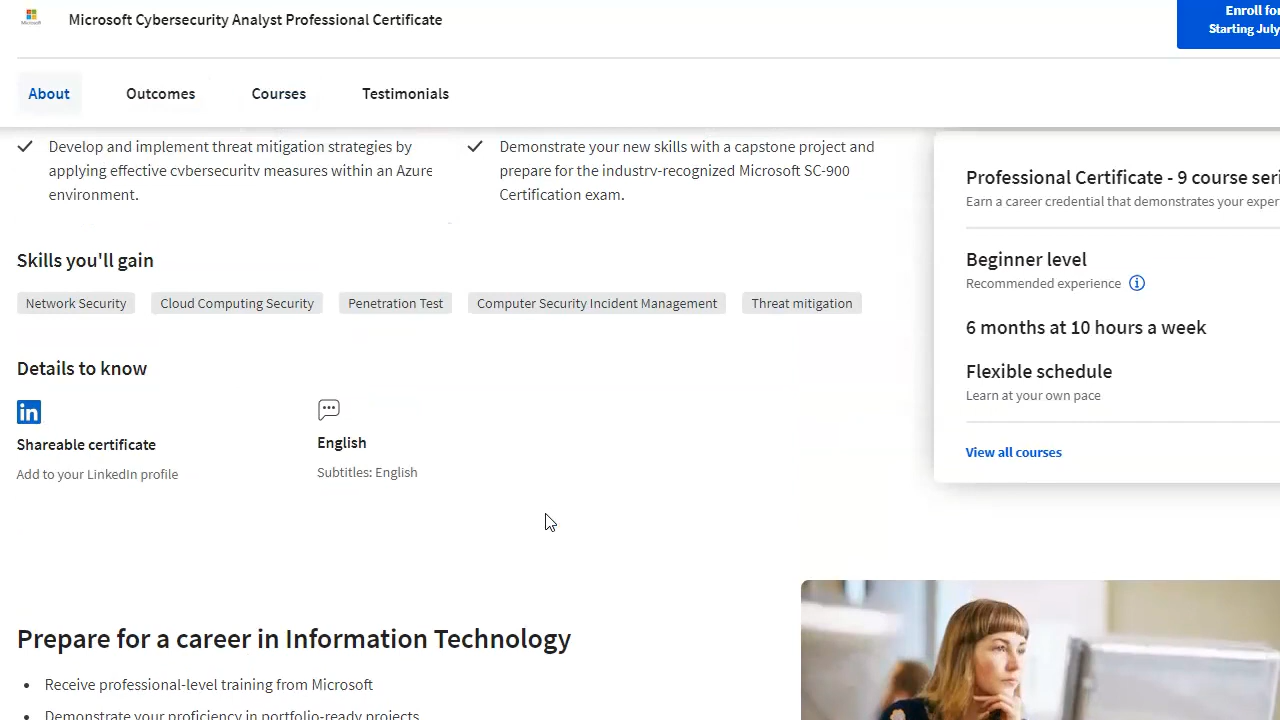 Microsoft
Microsoft Cybersecurity Analyst Professional Certificate
Enroll for
Starting July
About
Outcomes
Courses
Testimonials
Develop and implement threat mitigation strategies by
applying effective cybersecurity measures within an Azure
environment.
Demonstrate your new skills with a capstone project and
prepare for the industry-recognized Microsoft SC-900
Certification exam.
Skills you'll gain
Network Security
Cloud Computing Security
Penetration Test
Computer Security Incident Management
Threat mitigation
Details to know
in
Shareable certificate
Add to your LinkedIn profile
English
Subtitles: English
Professional Certificate - 9 course seri
Earn a career credential that demonstrates your exper
Beginner level
Recommended experience
6 months at 10 hours a week
Flexible schedule
Learn at your own pace
View all courses
Prepare for a career in Information Technology
Receive professional-level training from Microsoft
Demonstrate your proficiency in portfolio-ready projects